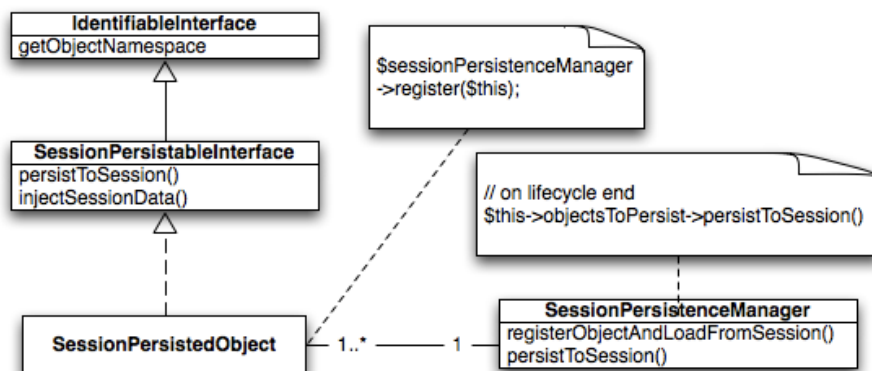 IdentifiableInterface
getObjectNamespace
$sessionPersistenceManager
->register($this);
SessionPersistableInterface
persistToSession()
injectSessionData()
// on lifecycle end
$this->objectsToPersist->persistToSession()
SessionPersistedObject
1..*
1
SessionPersistenceManager
registerObjectAndLoadFromSession()
persistToSession()